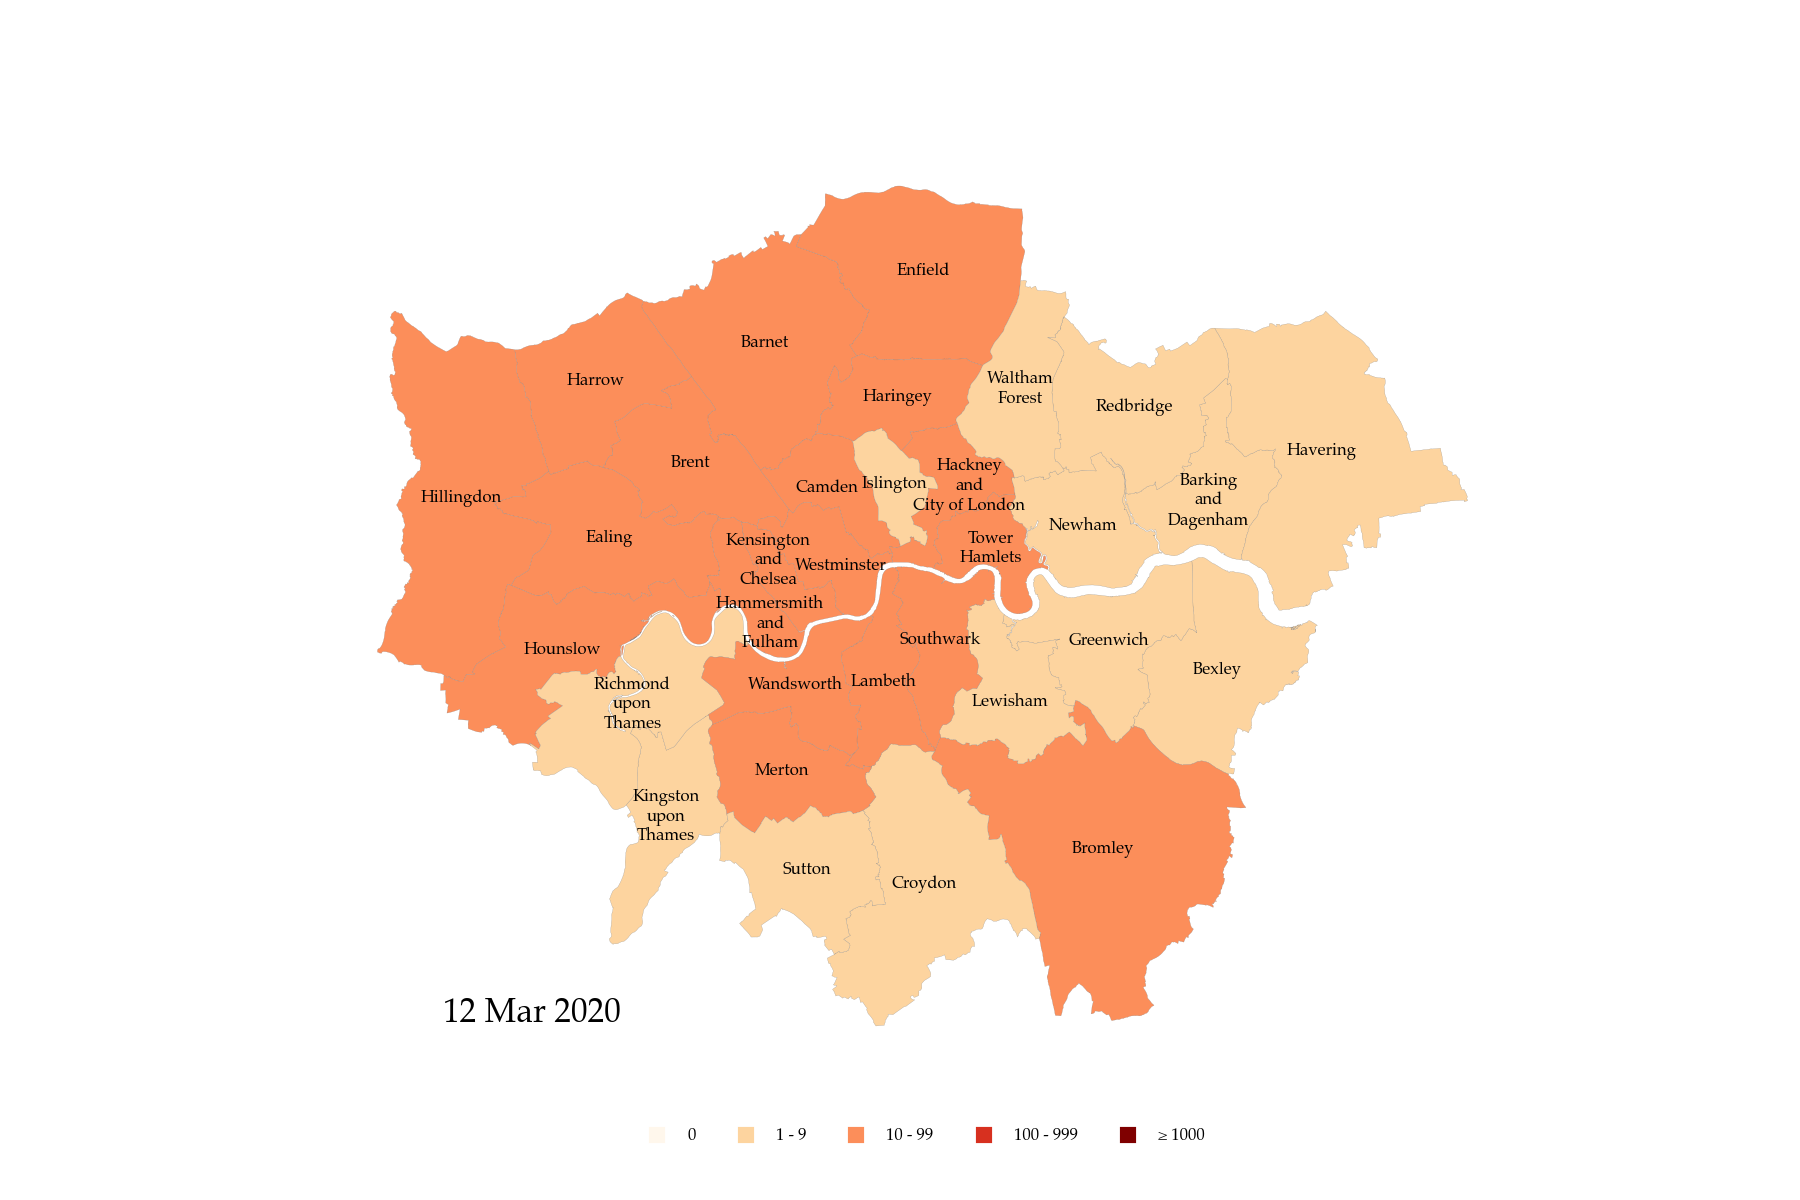 Enfield
Barnet
Harrow
Haringey
Waltham
Forest
Redbridge
Havering
Brent
Hillingdon
Camden
Islington
Hackney
and
City of London
Barking
and
Dagenham
Newham
Ealing
Kensington
and
Chelsea
Westminster
Tower
Hamlets
Hammersmith
and
Fulham
Hounslow
Southwark
Greenwich
Bexley
Richmond
upon
Thames
Wandsworth
Lambeth
Lewisham
Merton
Kingston
upon
Thames
Bromley
Sutton
Croydon
12 Mar 2020
0 1 - 9 10 - 99 100 - 999 ≥ 1000